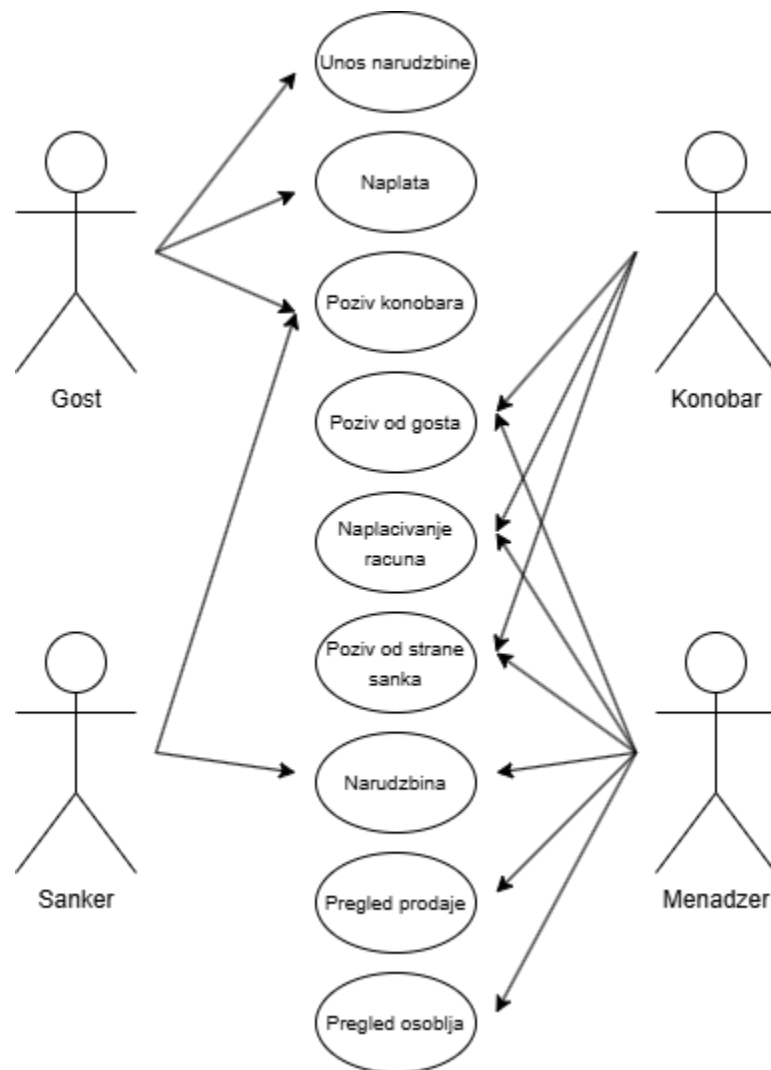 Unos narudzbine
Naplata
Poziv konobara
Gost
Konobar
Poziv od gosta
Naplacivanje
racuna
Poziv od strane
sanka
Narudzbina
Sanker
Menadzer
Pregled prodaje
Pregled osoblja